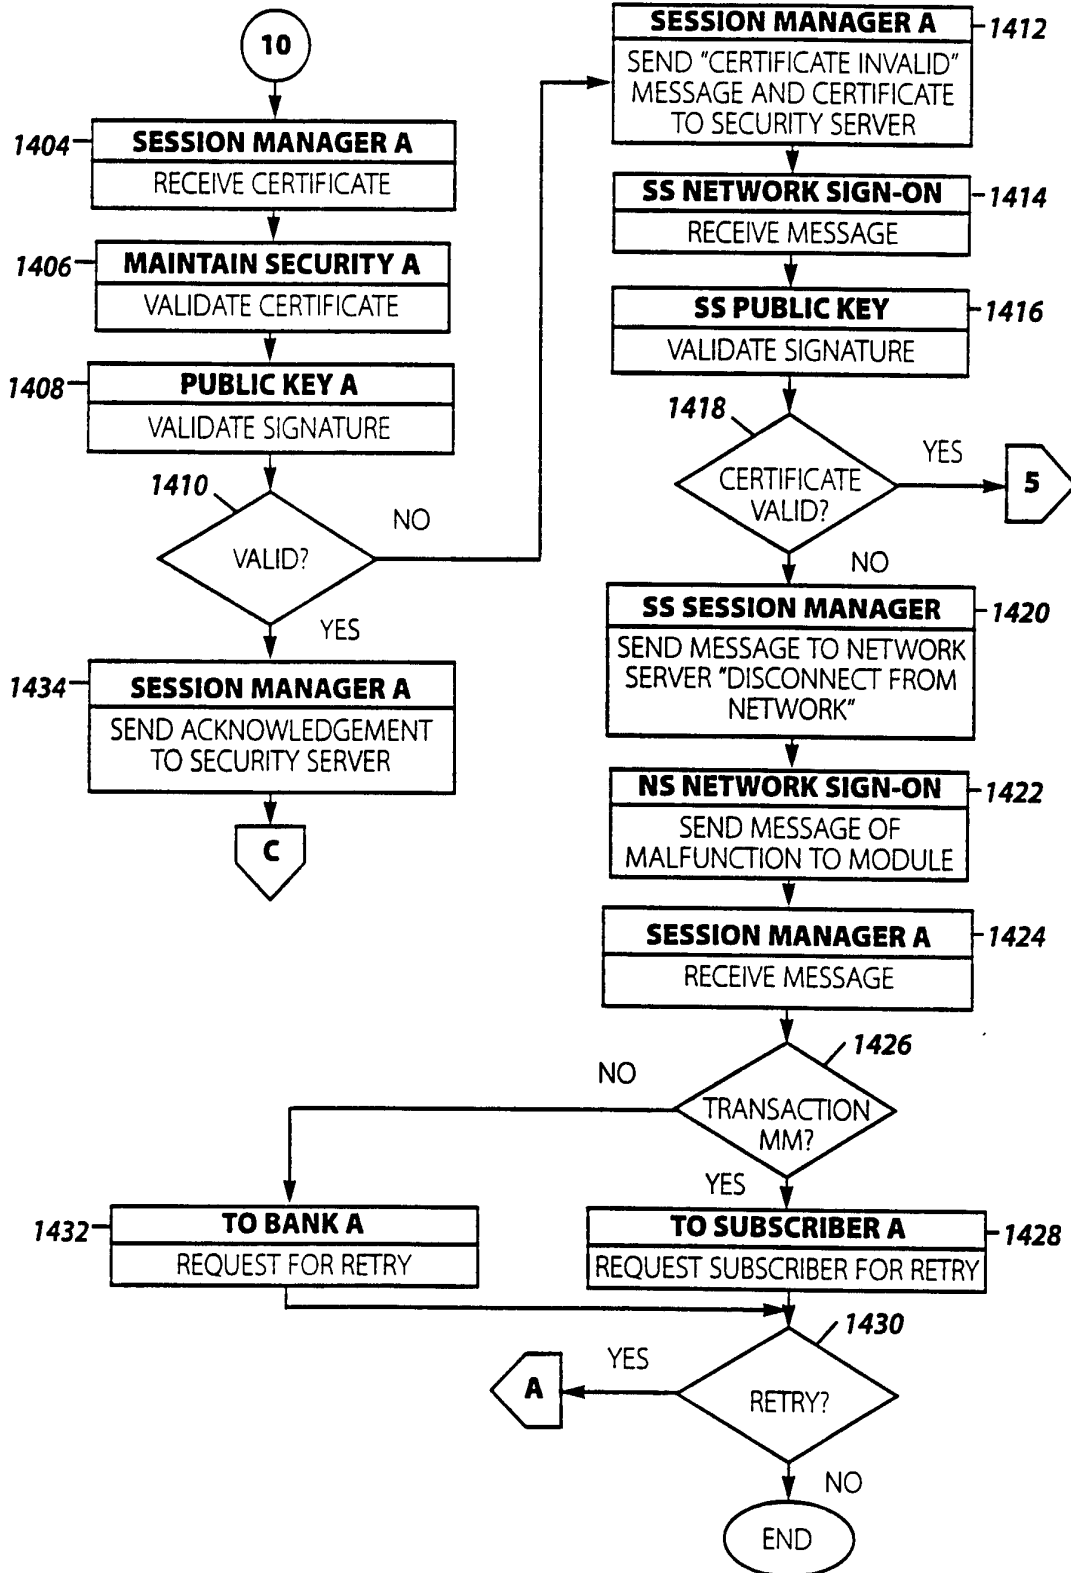 10
1404
SESSION MANAGER A
RECEIVE CERTIFICATE
1406
MAINTAIN SECURITY A
VALIDATE CERTIFICATE
1408
PUBLIC KEY A
VALIDATE SIGNATURE
1410
VALID?
NO
YES
1434
SESSION MANAGER A
SEND ACKNOWLEDGEMENT
TO SECURITY SERVER
C
SESSION MANAGER A
1412
SEND "CERTIFICATE INVALID"
MESSAGE AND CERTIFICATE
TO SECURITY SERVER
SS NETWORK SIGN-ON
1414
RECEIVE MESSAGE
SS PUBLIC KEY
1416
VALIDATE SIGNATURE
1418
CERTIFICATE
VALID?
YES
5
NO
SS SESSION MANAGER
1420
SEND MESSAGE TO NETWORK
SERVER "DISCONNECT FROM
NETWORK"
NS NETWORK SIGN-ON
1422
SEND MESSAGE OF
MALFUNCTION TO MODULE
SESSION MANAGER A
1424
RECEIVE MESSAGE
1426
TRANSACTION
MM?
NO
YES
1432
TO BANK A
REQUEST FOR RETRY
TO SUBSCRIBER A
1428
REQUEST SUBSCRIBER FOR RETRY
1430
RETRY?
YES
A
NO
END